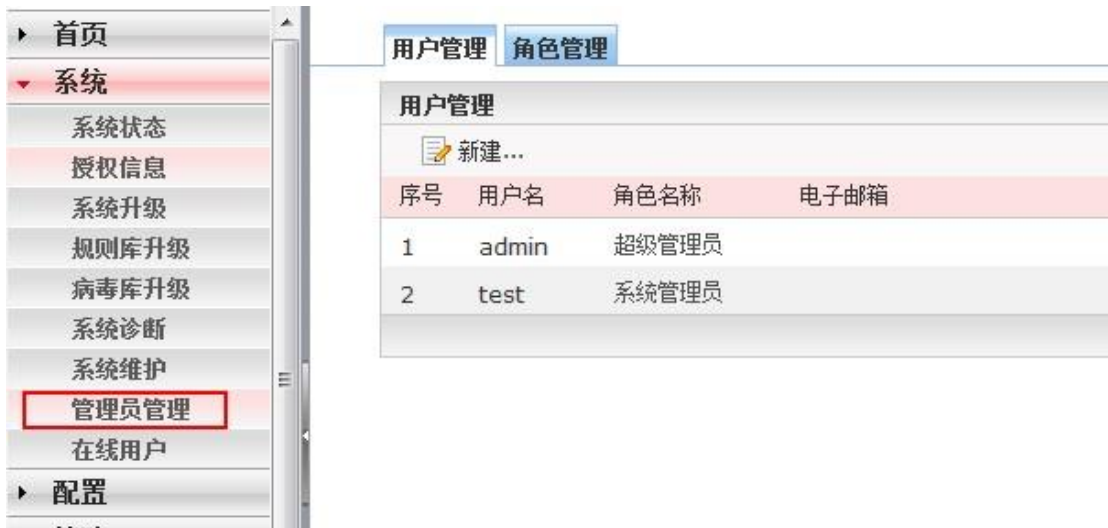 首页
系统
系统状态
授权信息
系统升级
规则库升级
病毒库升级
系统诊断
系统维护
管理员管理
在线用户
配置
用户管理 角色管理
用户管理
新建...
序号 用户名 角色名称 电子邮箱
1 admin 超级管理员
2 test 系统管理员